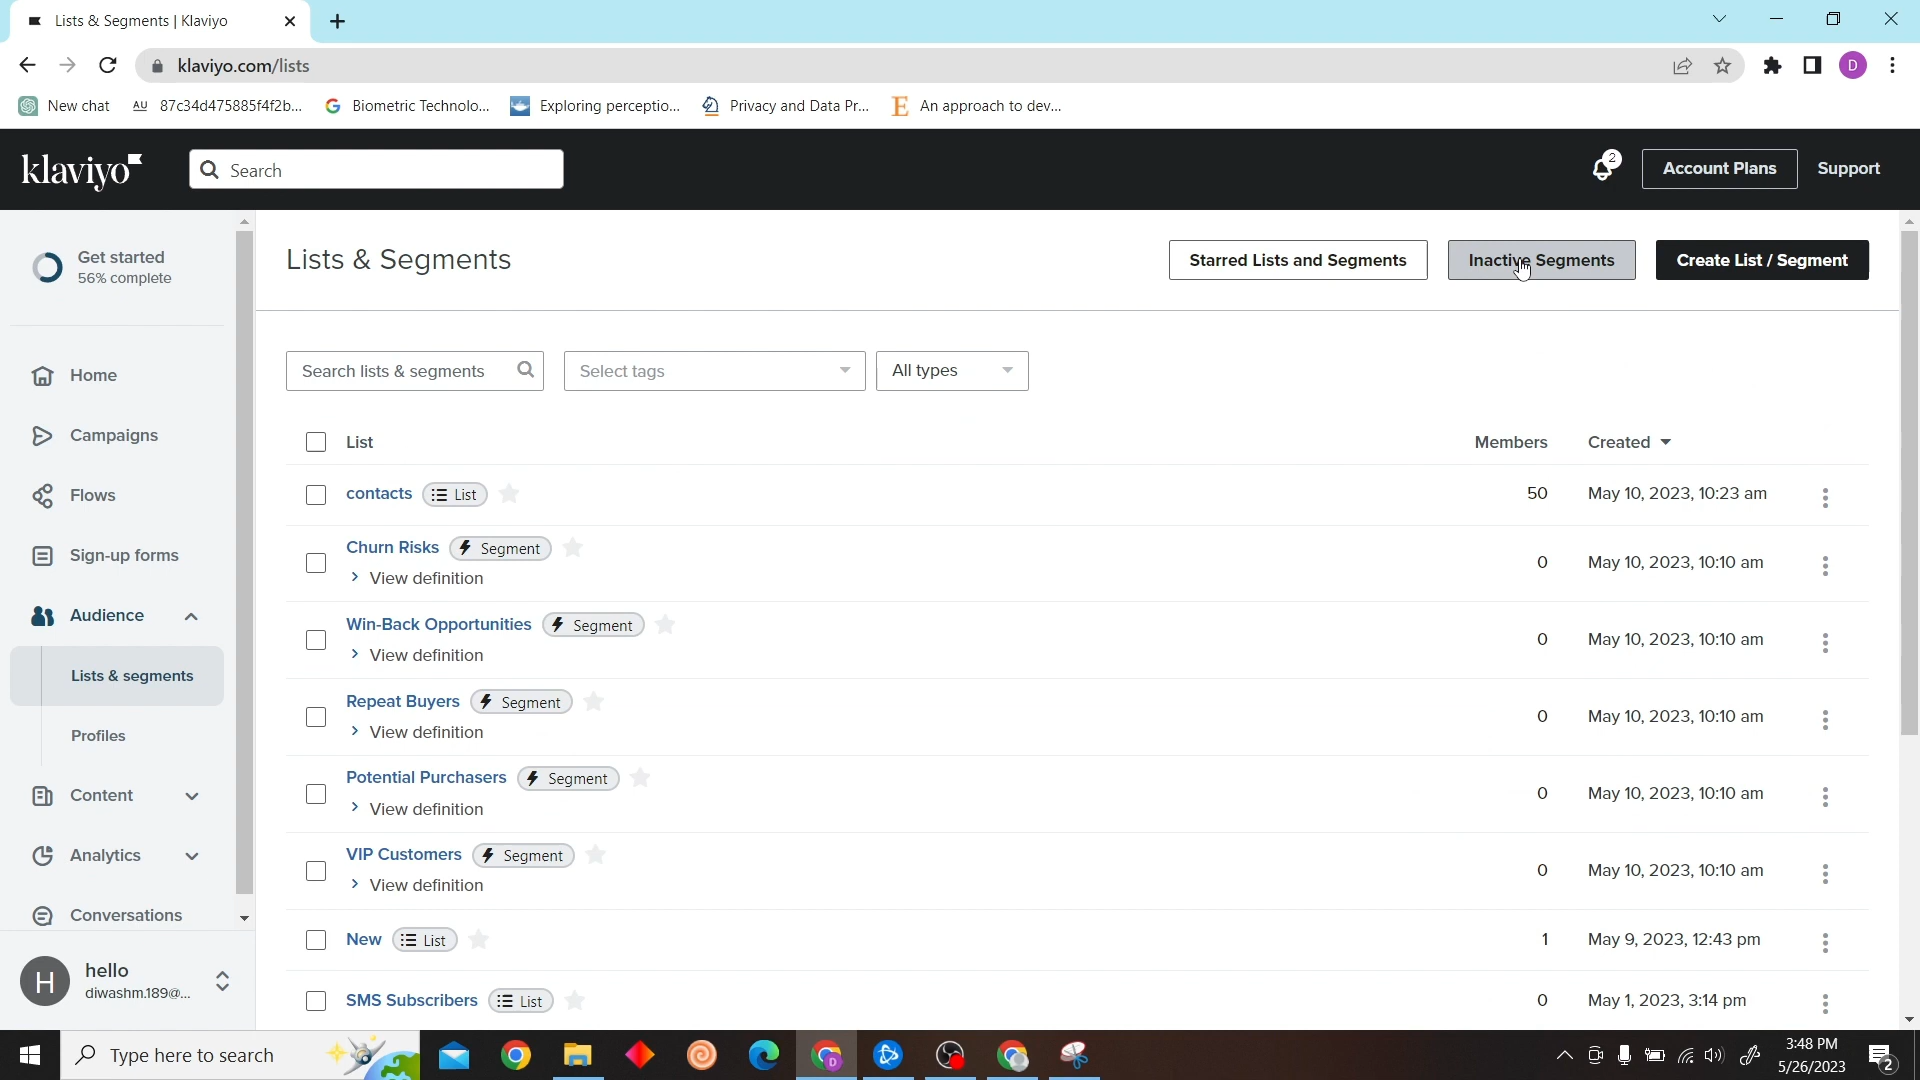 Lists & Segments | Klaviyo
klaviyo.com/lists
D
New chat
AU 87c34d475885f4f2b...
Biometric Technolo...
Exploring perceptio...
Privacy and Data Pr...
E An approach to dev...
klaviyo
Search
2
Account Plans
Support
Get started
56% complete
Lists & Segments
Starred Lists and Segments
Inactive Segments
Create List / Segment
Home
Campaigns
Flows
Sign-up forms
Audience
Lists & segments
Profiles
Content
Analytics
Conversations
H
hello
diwashm.189@...
Search lists & segments
Select tags
All types
List Members Created
contacts List 50 May 10, 2023, 10:23 am
Churn Risks Segment 0 May 10, 2023, 10:10 am
View definition
Win-Back Opportunities Segment 0 May 10, 2023, 10:10 am
View definition
Repeat Buyers Segment 0 May 10, 2023, 10:10 am
View definition
Potential Purchasers Segment 0 May 10, 2023, 10:10 am
View definition
VIP Customers Segment 0 May 10, 2023, 10:10 am
View definition
New List 1 May 9, 2023, 12:43 pm
SMS Subscribers List 0 May 1, 2023, 3:14 pm
Type here to search
D
3:48 PM
5/26/2023
2